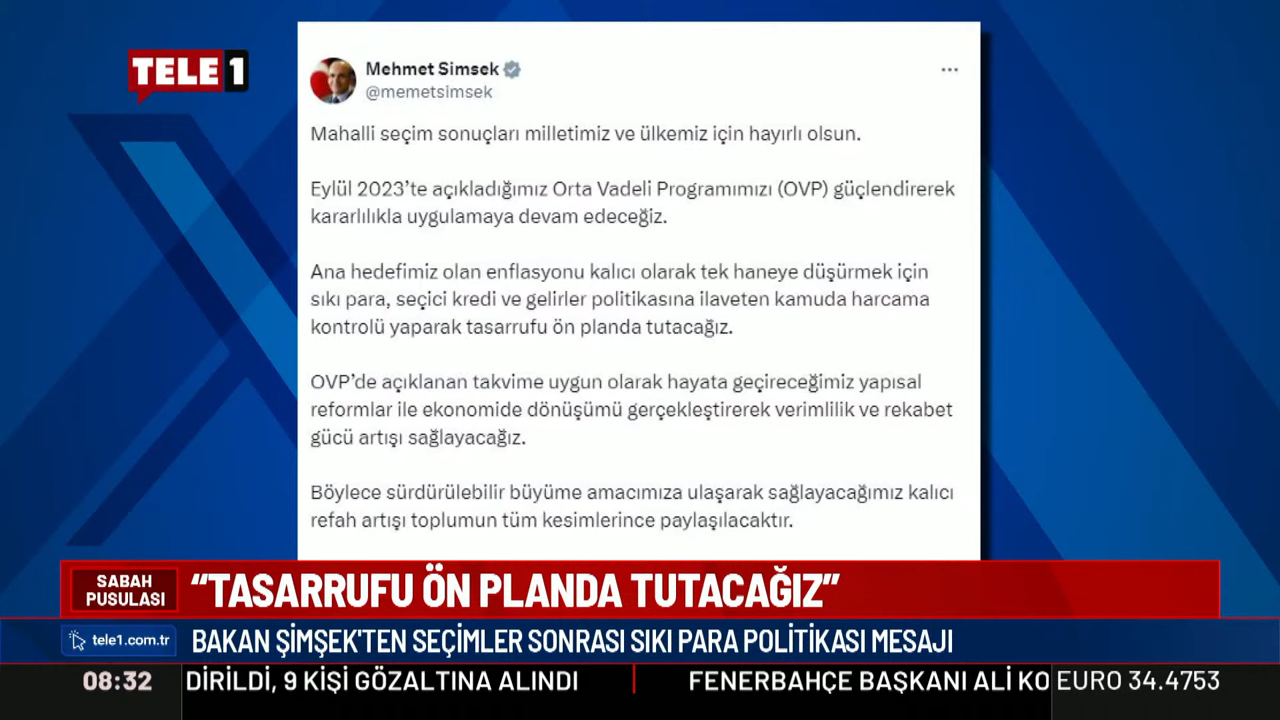 TELE 1
Mehmet Simsek
@memetsimsek
Mahalli seçim sonuçları milletimiz ve ülkemiz için hayırlı olsun.
Eylül 2023’te açıkladığımız Orta Vadeli Programımızı (OVP) güçlendirerek
kararlılıkla uygulamaya devam edeceğiz.
Ana hedefimiz olan enflasyonu kalıcı olarak tek haneye düşürmek için
sıkı para, seçici kredi ve gelirler politikasına ilaveten kamuda harcama
kontrolü yaparak tasarrufu ön planda tutacağız.
OVP’de açıklanan takvime uygun olarak hayata geçireceğimiz yapısal
reformlar ile ekonomide dönüşümü gerçekleştirerek verimlilik ve rekabet
gücü artışı sağlayacağız.
Böylece sürdürülebilir büyüme amacımıza ulaşarak sağlayacağımız kalıcı
refah artışı toplumun tüm kesimlerince paylaşılacaktır.
SABAH
PUSULASI
“TASARRUFU ÖN PLANDA TUTACAĞIZ”
tele1.com.tr
BAKAN ŞİMŞEK'TEN SEÇİMLER SONRASI SIKI PARA POLİTİKASI MESAJI
08:32
DİRİLDİ, 9 KİŞİ GÖZALTINA ALINDI
FENERBAHÇE BAŞKANI ALİ KO
EURO 34.4753